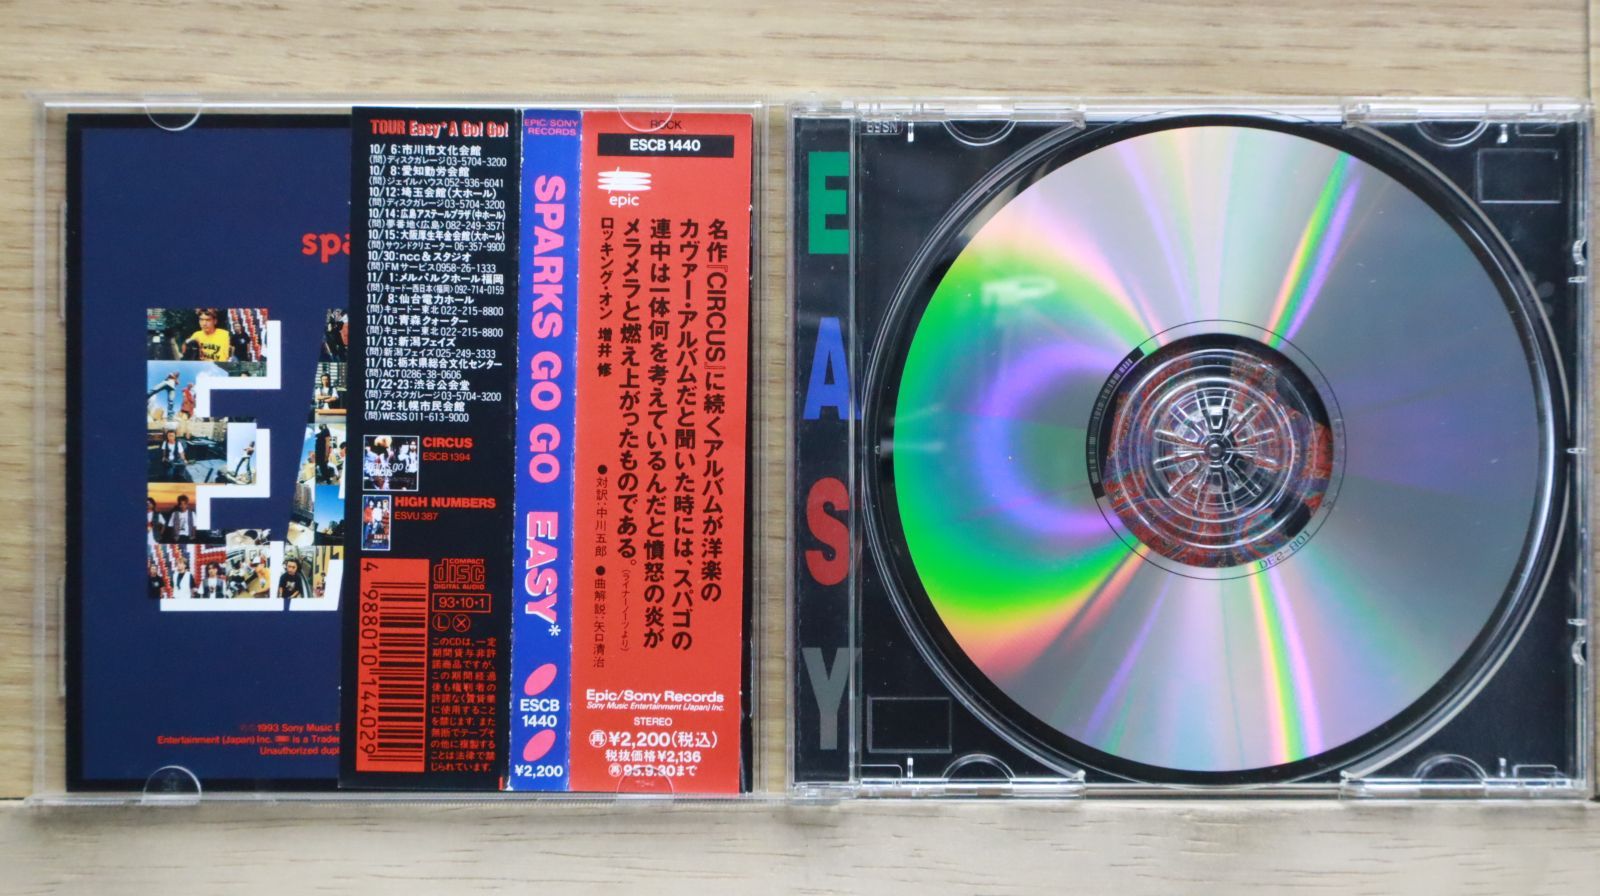 spa
℗© 1993 Sony Music E
Entertainment (Japan) Inc.
is a Trade
Unauthorized dupl
TOUR Easy* A Go! Go!
10/ 6:市川市文化会館
(問)ディスクガレージ03-5704-3200
10/ 8:愛知勤労会館
(問)ジェイルハウス052-936-6041
10/12:埼玉会館(大ホール)
(問)ディスクガレージ03-5704-3200
10/14:広島アステールプラザ(中ホール)
(問)夢番地〈広島〉082-249-3571
10/15:大阪厚生年金会館(大ホール)
(問)サウンドクリエーター06-357-9900
10/30:ncc&スタジオ
(問)FMサービス0958-26-1333
11/ 1:メルパルクホール福岡
(問)キョードー西日本〈福岡〉092-714-0159
11/ 8:仙台電力ホール
(問)キョードー東北022-215-8800
11/10:青森クォーター
(問)キョードー東北022-215-8800
11/13:新潟フェイズ
(問)新潟フェイズ025-249-3333
11/16:栃木県総合文化センター
(問)ACT0286-38-0606
11/22・23:渋谷公会堂
(問)ディスクガレージ03-5704-3200
11/29:札幌市民会館
(問)WESS 011-613-9000
CIRCUS
ESCB 1394
HIGH NUMBERS
ESVU 387
4 988010 144029
COMPACT
disc
DIGITAL AUDIO
93・10・1
Ⓛ Ⓧ
このCDは、一定
期間貸与非許
諾商品ですが、
この期間経過
後も権利者の
許諾なく賃貸業
に使用すること
を禁じます。また
無断でテープそ
の他に複製する
ことは法律で禁
じられています。
EPIC/SONY
RECORDS
SPARKS GO GO EASY*
ESCB
1440
¥2,200
ROCK
ESCB 1440
epic
名作『CIRCUS』に続くアルバムが洋楽の
カヴァー・アルバムだと聞いた時には、スパゴの
連中は一体何を考えているんだと憤怒の炎が
メラメラと燃え上がったものである。(ライナーノーツより)
ロッキング・オン 増井 修
●対訳:中川五郎 ●曲解説:矢口清治
Epic/Sony Records
Sony Music Entertainment (Japan) Inc.
STEREO
再¥2,200(税込)
税抜価格¥2,136
再95.9.30まで
EASY
DE2-801